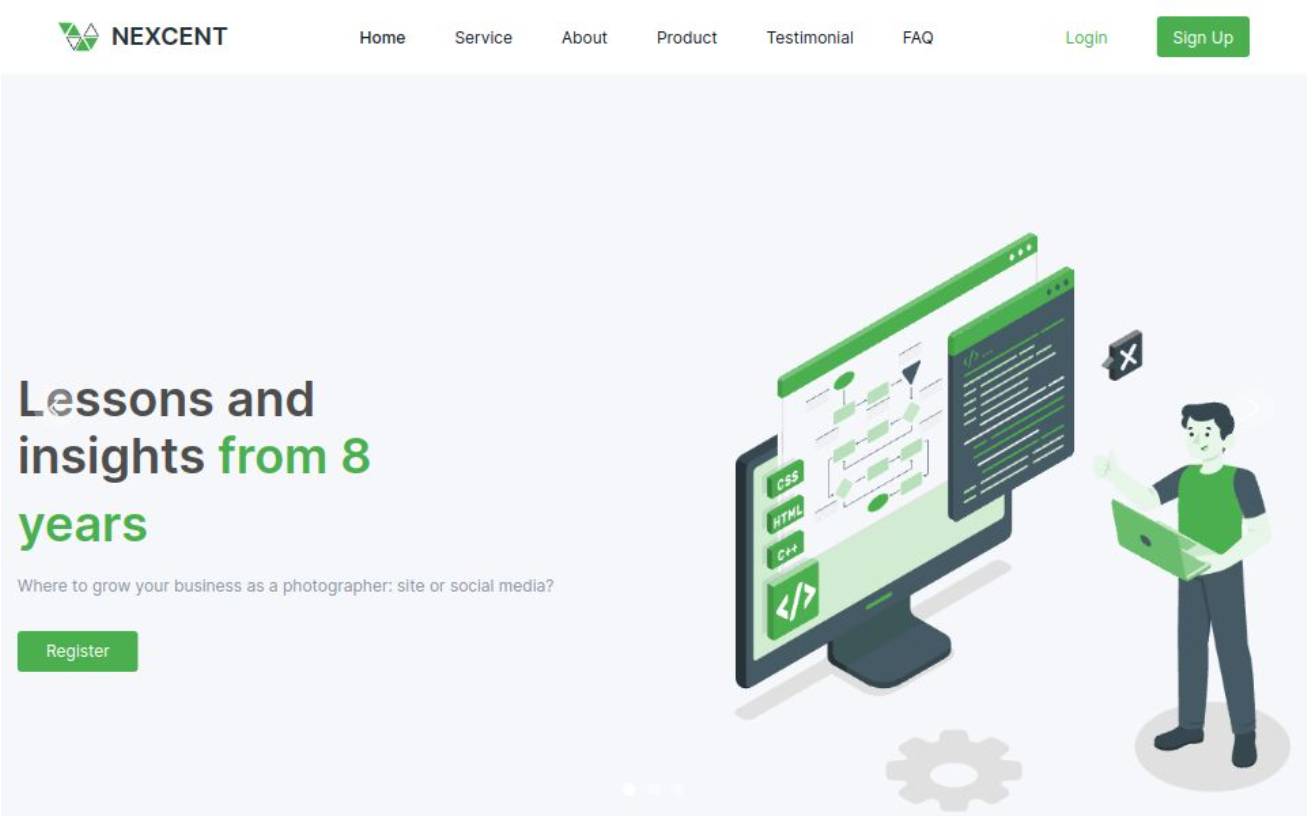 NEXCENT
Home Service About Product Testimonial FAQ Login Sign Up
Lessons and
insights from 8
years
Where to grow your business as a photographer: site or social media?
Register
CSS
HTML
C++
</>
</>